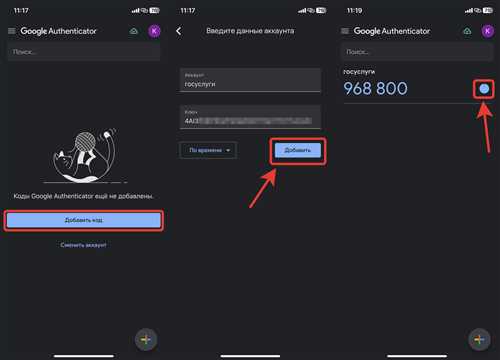 11:17
Google Authenticator
K
Поиск...
Коды Google Authenticator ещё не добавлены.
Добавить код
Сменить аккаунт
11:17
Введите данные аккаунта
Аккаунт
госуслуги
Ключ
4AI3
По времени
Добавить
11:19
Google Authenticator
K
Поиск...
госуслуги
968 800